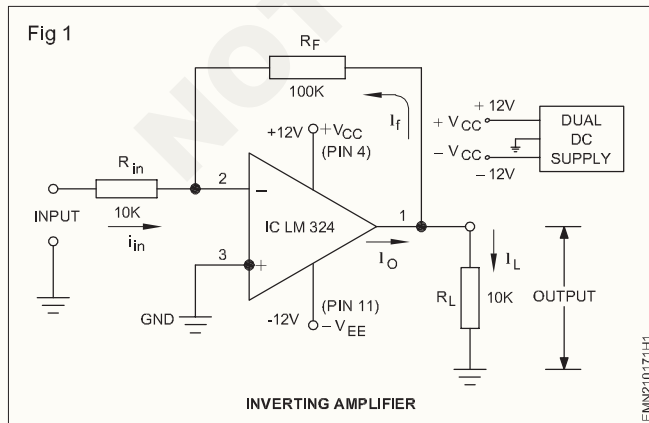 Fig 1
NOT
R_F
100K
I_f
+12V
+V_CC
(PIN 4)
+ 12V
+ V_CC
- V_CC
- 12V
DUAL
DC
SUPPLY
R_in
10K
i_in
INPUT
2
-
3
+
IC LM 324
1
I_O
I_L
R_L
10K
OUTPUT
GND
-12V
(PIN 11)
- V_EE
INVERTING AMPLIFIER
EMN210171H1